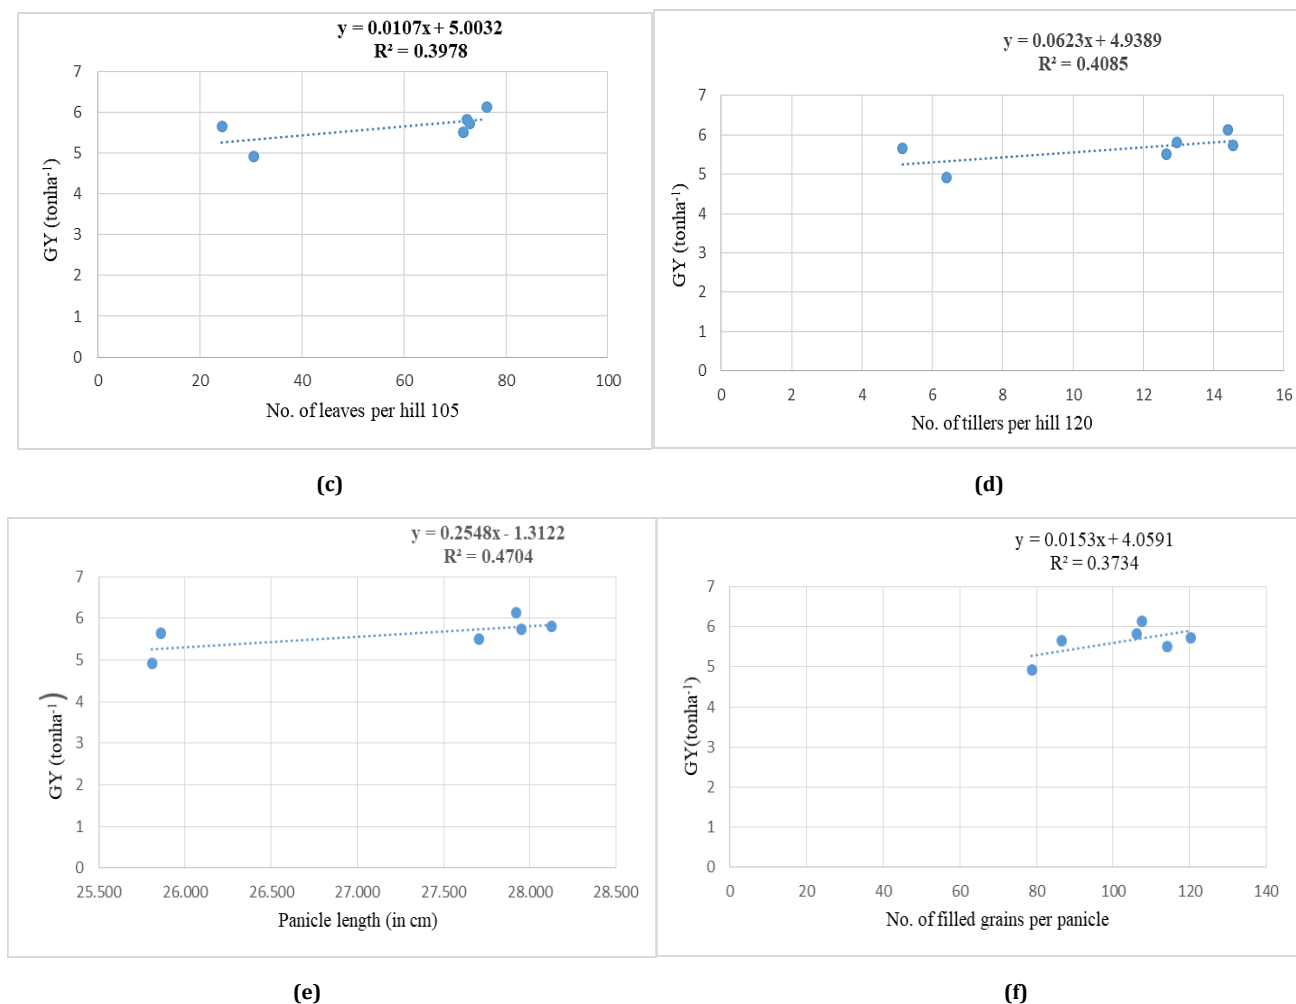 y = 0.0107x + 5.0032
R² = 0.3978
7
6
5
4
3
2
1
0
GY (tonha⁻¹)
0 20 40 60 80 100
No. of leaves per hill 105
(c)
y = 0.0623x + 4.9389
R² = 0.4085
7
6
5
4
3
2
1
0
GY (tonha⁻¹)
0 2 4 6 8 10 12 14 16
No. of tillers per hill 120
(d)
y = 0.2548x - 1.3122
R² = 0.4704
7
6
5
4
3
2
1
0
GY (tonha⁻¹)
25.500 26.000 26.500 27.000 27.500 28.000 28.500
Panicle length (in cm)
(e)
y = 0.0153x + 4.0591
R² = 0.3734
7
6
5
4
3
2
1
0
GY(tonha⁻¹)
0 20 40 60 80 100 120 140
No. of filled grains per panicle
(f)